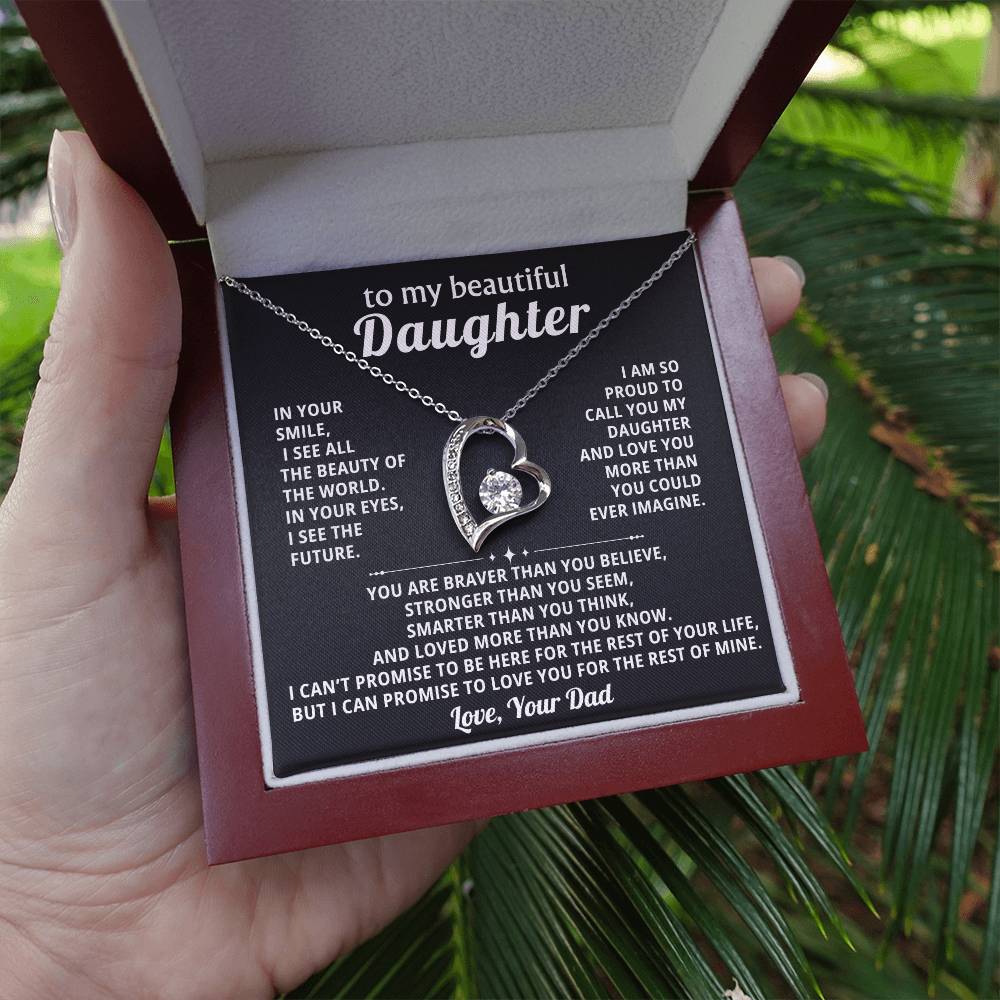 to my beautiful
Daughter
IN YOUR
SMILE,
I SEE ALL
THE BEAUTY OF
THE WORLD.
IN YOUR EYES,
I SEE THE
FUTURE.
I AM SO
PROUD TO
CALL YOU MY
DAUGHTER
AND LOVE YOU
MORE THAN
YOU COULD
EVER IMAGINE.
YOU ARE BRAVER THAN YOU BELIEVE,
STRONGER THAN YOU SEEM,
SMARTER THAN YOU THINK,
AND LOVED MORE THAN YOU KNOW.
I CAN'T PROMISE TO BE HERE FOR THE REST OF YOUR LIFE,
BUT I CAN PROMISE TO LOVE YOU FOR THE REST OF MINE.
Love, Your Dad